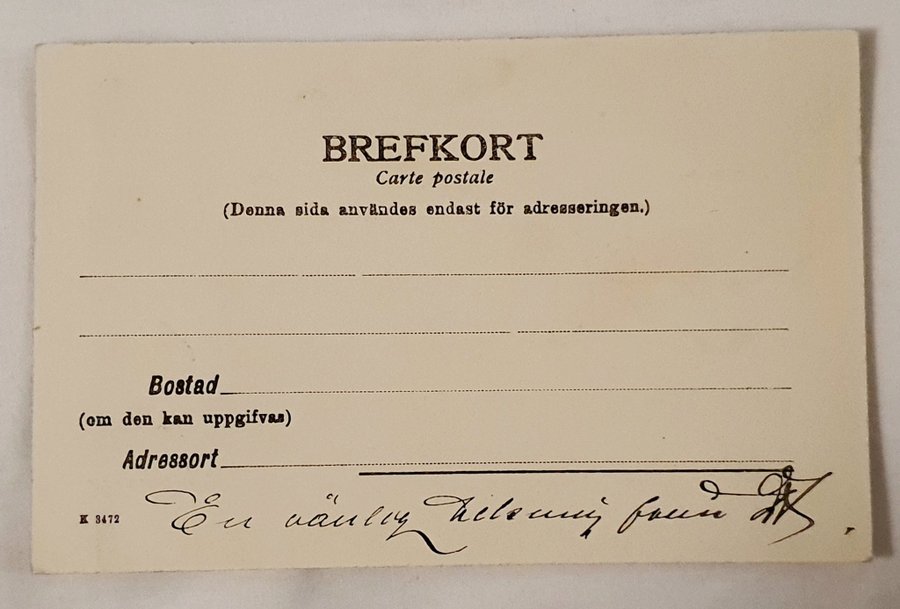 BREFKORT
Carte postale
(Denna sida användes endast för adresseringen.)
Bostad
(om den kan uppgifvas)
Adressort
K 3472
En vänlig helsning från